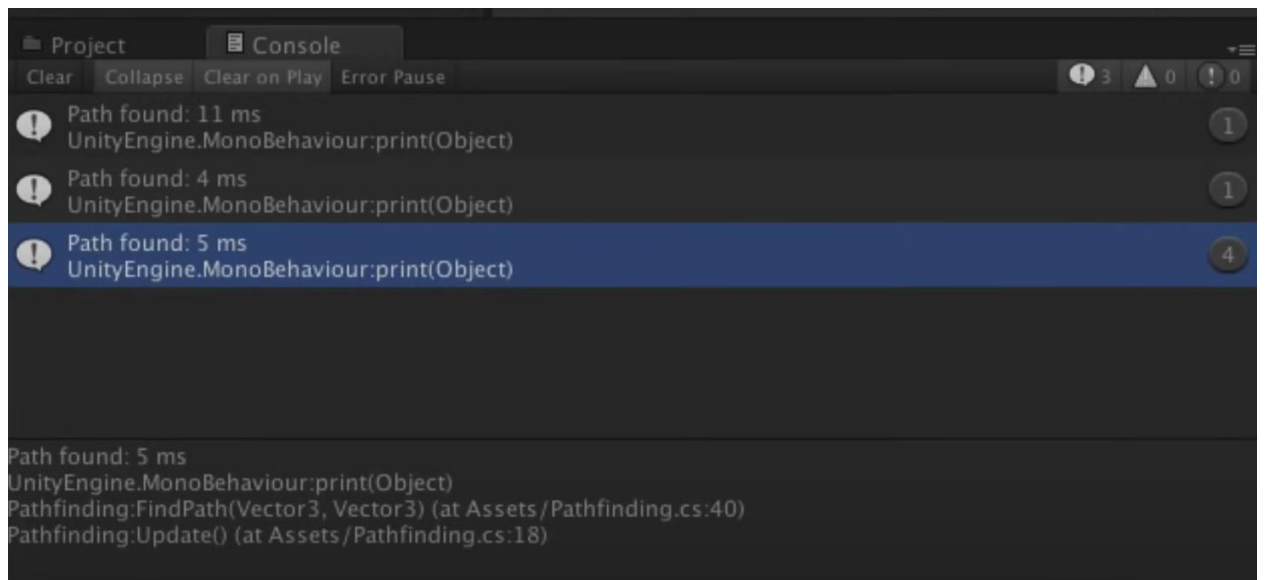 Project Console
Clear Collapse Clear on Play Error Pause 3 0 0
Path found: 11 ms
UnityEngine.MonoBehaviour:print(Object)
1
Path found: 4 ms
UnityEngine.MonoBehaviour:print(Object)
1
Path found: 5 ms
UnityEngine.MonoBehaviour:print(Object)
4
Path found: 5 ms
UnityEngine.MonoBehaviour:print(Object)
Pathfinding:FindPath(Vector3, Vector3) (at Assets/Pathfinding.cs:40)
Pathfinding:Update() (at Assets/Pathfinding.cs:18)